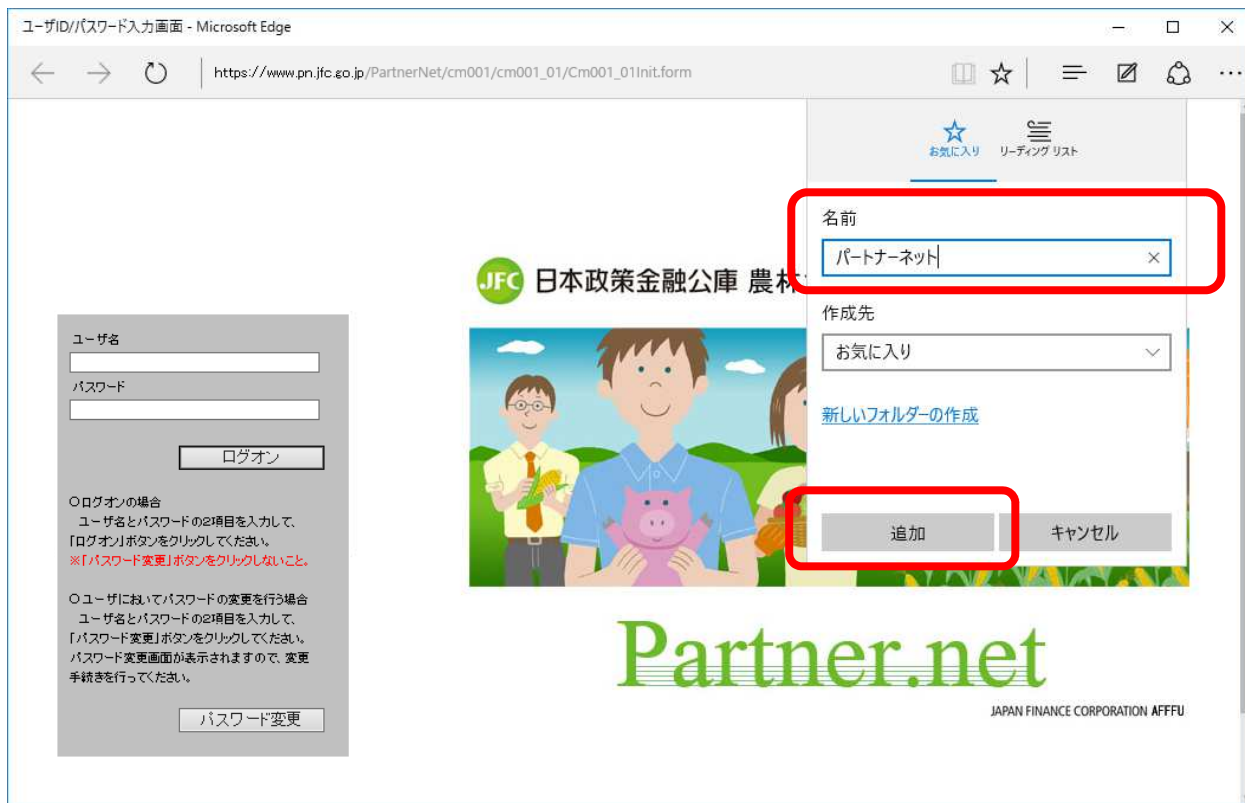 ユーザID/パスワード入力画面 - Microsoft Edge
https://www.pn.jfc.go.jp/PartnerNet/cm001/cm001_01/Cm001_01Init.form
お気に入り
リーディング リスト
名前
パートナーネット
作成先
お気に入り
新しいフォルダーの作成
追加
キャンセル
JFC 日本政策金融公庫 農林
ユーザ名
パスワード
ログオン
○ログオンの場合
ユーザ名とパスワードの2項目を入力して、
「ログオン」ボタンをクリックしてください。
※「パスワード変更」ボタンをクリックしないこと。
○ユーザにおいてパスワードの変更を行う場合
ユーザ名とパスワードの2項目を入力して、
「パスワード変更」ボタンをクリックしてください。
パスワード変更画面が表示されますので、変更
手続きを行ってください。
パスワード変更
Partner.net
JAPAN FINANCE CORPORATION AFFFU